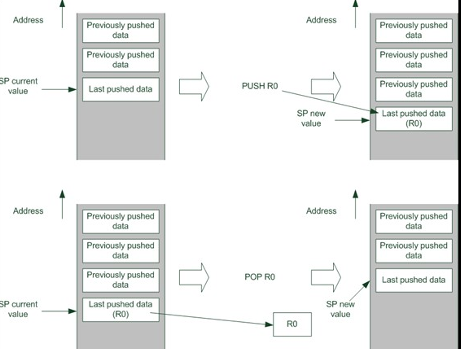 Address
Previously pushed
data
Previously pushed
data
SP current
value
Last pushed data
PUSH R0
Address
Previously pushed
data
Previously pushed
data
Previously pushed
data
Last pushed data
(R0)
SP new
value
Address
Previously pushed
data
Previously pushed
data
Previously pushed
data
SP current
value
Last pushed data
(R0)
POP R0
R0
Address
Previously pushed
data
Previously pushed
data
Last pushed data
SP new
value